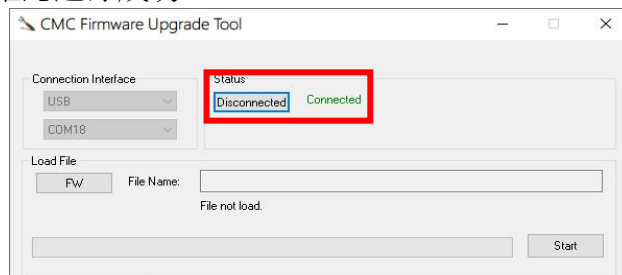 CMC Firmware Upgrade Tool
Connection Interface
Status
USB
Disconnected Connected
COM18
Load File
FW File Name:
File not load.
Start